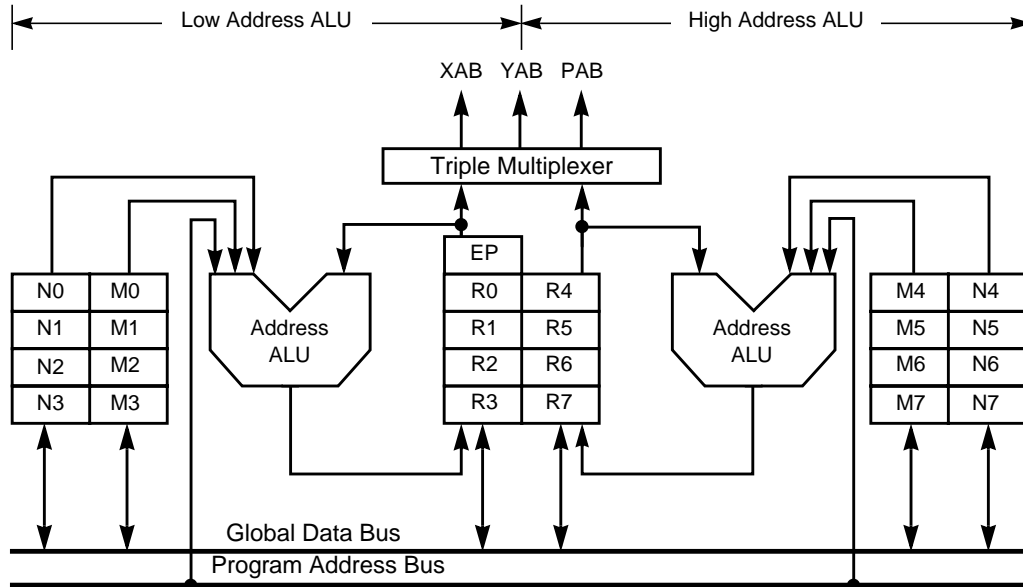 Low Address ALU
High Address ALU
XAB YAB PAB
Triple Multiplexer
EP
N0 M0 R0 R4 M4 N4
N1 M1 Address ALU R1 R5 Address ALU M5 N5
N2 M2 R2 R6 M6 N6
N3 M3 R3 R7 M7 N7
Global Data Bus
Program Address Bus